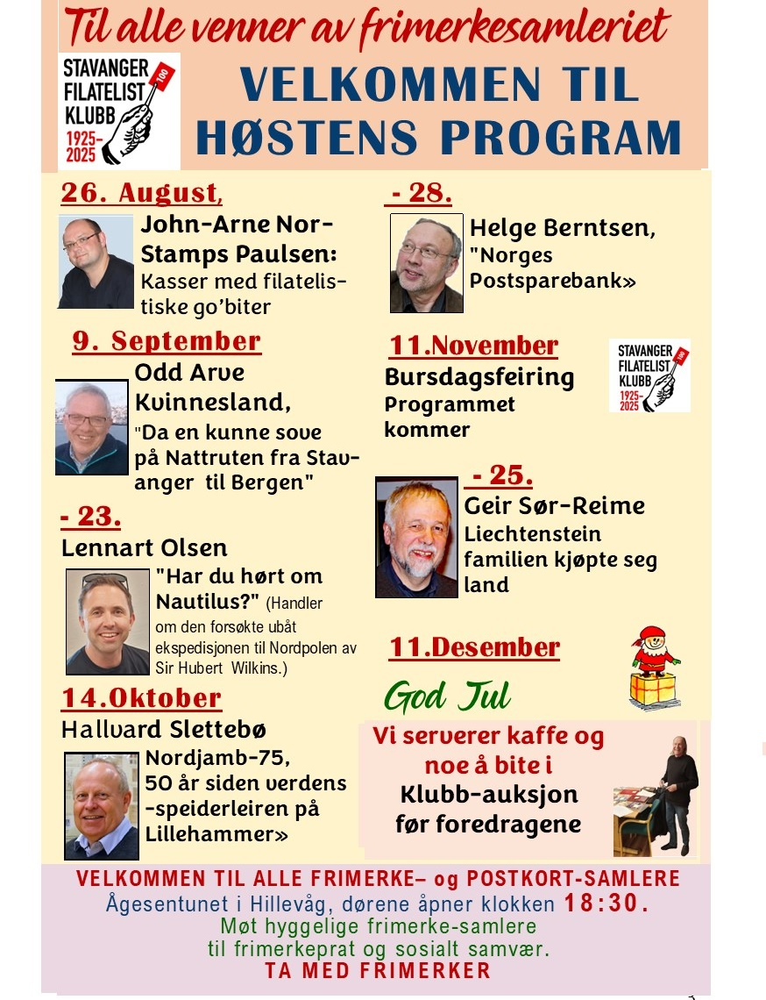 Til alle venner av frimerkesamleriet
STAVANGER
FILATELIST
KLUBB
1925-
2025
100
VELKOMMEN TIL
HØSTENS PROGRAM
26. August,
John-Arne Nor-
Stamps Paulsen:
Kasser med filatelis-
tiske go’biter
9. September
Odd Arve
Kvinnesland,
"Da en kunne sove
på Nattruten fra Stav-
anger til Bergen"
- 23.
Lennart Olsen
"Har du hørt om
Nautilus?" (Handler
om den forsøkte ubåt
ekspedisjonen til Nordpolen av
Sir Hubert Wilkins.)
14.Oktober
Hallvard Slettebø
Nordjamb-75,
50 år siden verdens
-speiderleiren på
Lillehammer»
- 28.
Helge Berntsen,
"Norges
Postsparebank»
11.November
Bursdagsfeiring
Programmet
kommer
STAVANGER
FILATELIST
KLUBB
1925-
2025
100
- 25.
Geir Sør-Reime
Liechtenstein
familien kjøpte seg
land
11.Desember
God Jul
Vi serverer kaffe og
noe å bite i
Klubb-auksjon
før foredragene
VELKOMMEN TIL ALLE FRIMERKE– og POSTKORT-SAMLERE
Ågesentunet i Hillevåg, dørene åpner klokken 18:30.
Møt hyggelige frimerke-samlere
til frimerkeprat og sosialt samvær.
TA MED FRIMERKER